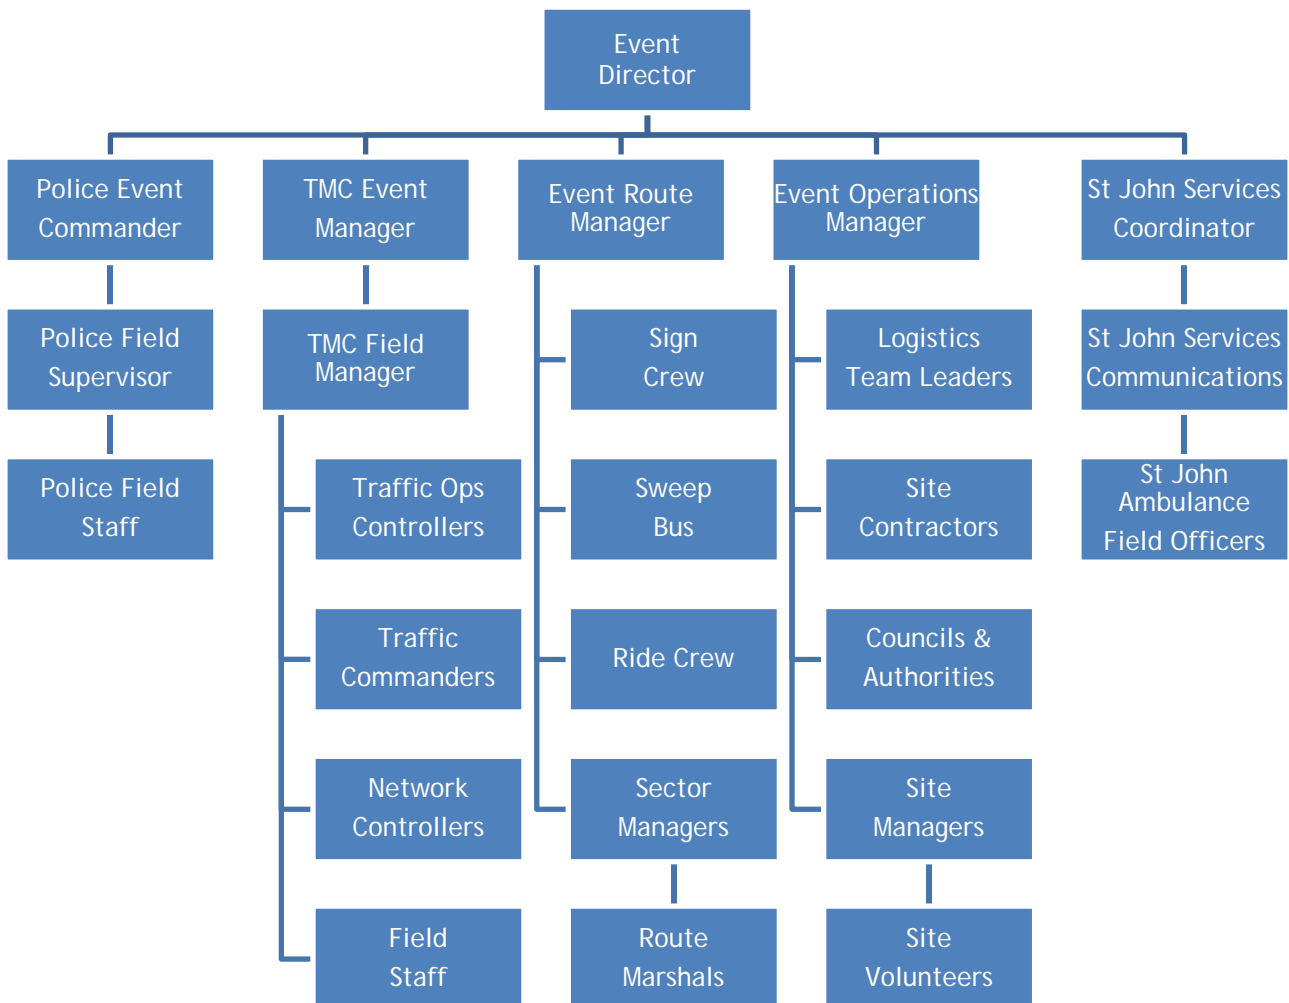 Event
Director
Police Event
Commander
TMC Event
Manager
Event Route
Manager
Event Operations
Manager
St John Services
Coordinator
Police Field
Supervisor
TMC Field
Manager
Sign
Crew
Logistics
Team Leaders
St John Services
Communications
Police Field
Staff
Traffic Ops
Controllers
Sweep
Bus
Site
Contractors
St John
Ambulance
Field Officers
Traffic
Commanders
Ride Crew
Councils &
Authorities
Network
Controllers
Sector
Managers
Site
Managers
Field
Staff
Route
Marshals
Site
Volunteers